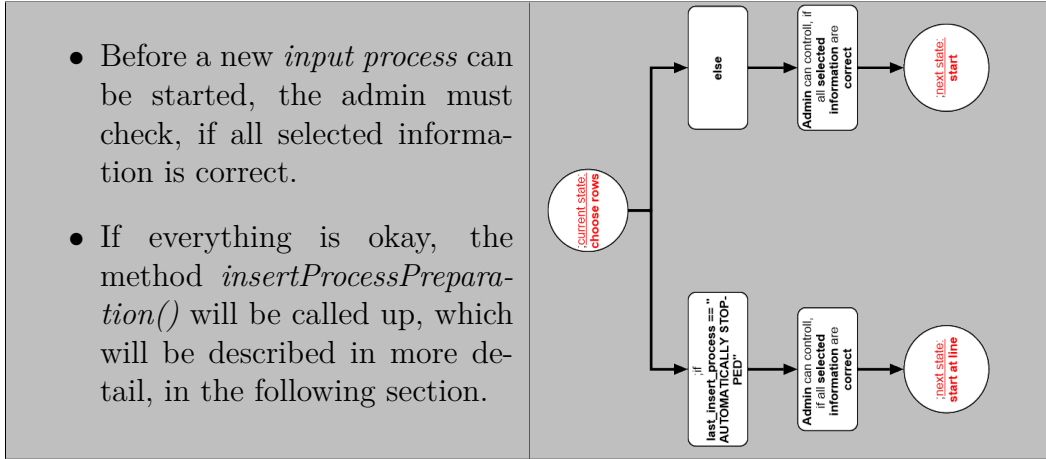 • Before a new input process can
be started, the admin must
check, if all selected informa-
tion is correct.
• If everything is okay, the
method insertProcessPrepara-
tion() will be called up, which
will be described in more de-
tail, in the following section.
;current state:
choose rows
;if
last_insert_process == "
AUTOMATICALLY STOP-
PED"
Admin can controll,
if all selected
information are
correct
;next state:
start at line
else
Admin can controll, if
all selected
information are
correct
;next state:
start